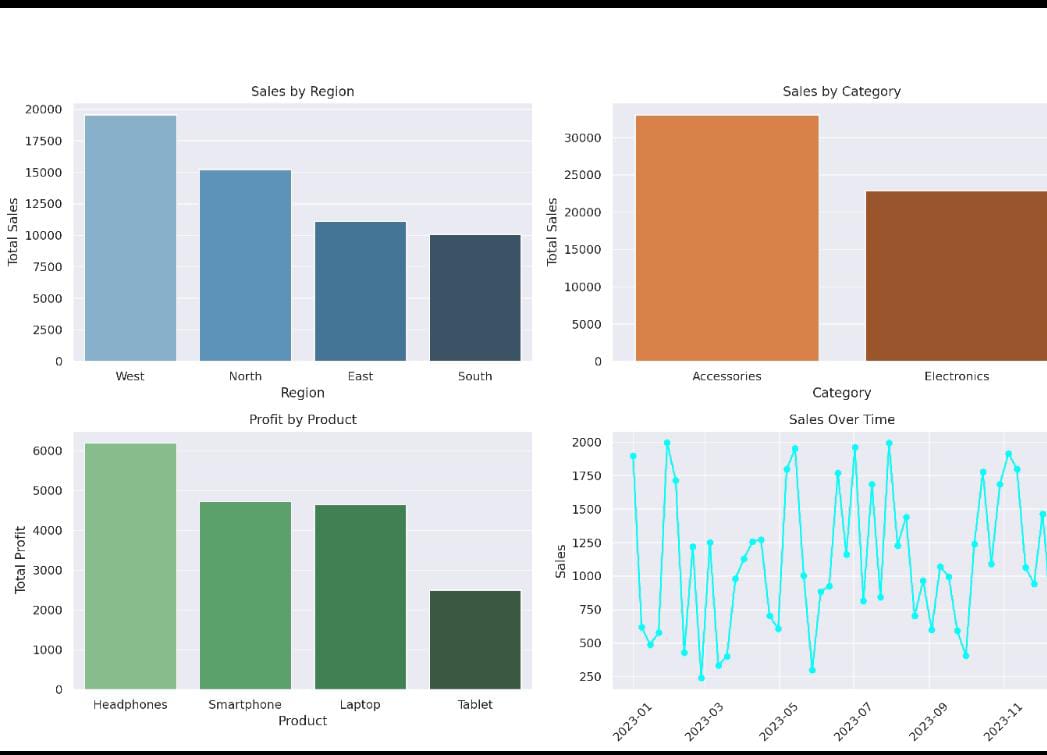 Sales by Region
20000
17500
15000
12500
10000
7500
5000
2500
0
Total Sales
West North East South
Region
Sales by Category
30000
25000
20000
15000
10000
5000
0
Total Sales
Accessories Electronics
Category
Profit by Product
6000
5000
4000
3000
2000
1000
0
Total Profit
Headphones Smartphone Laptop Tablet
Product
Sales Over Time
2000
1750
1500
1250
1000
750
500
250
Sales
2023-01 2023-03 2023-05 2023-07 2023-09 2023-11